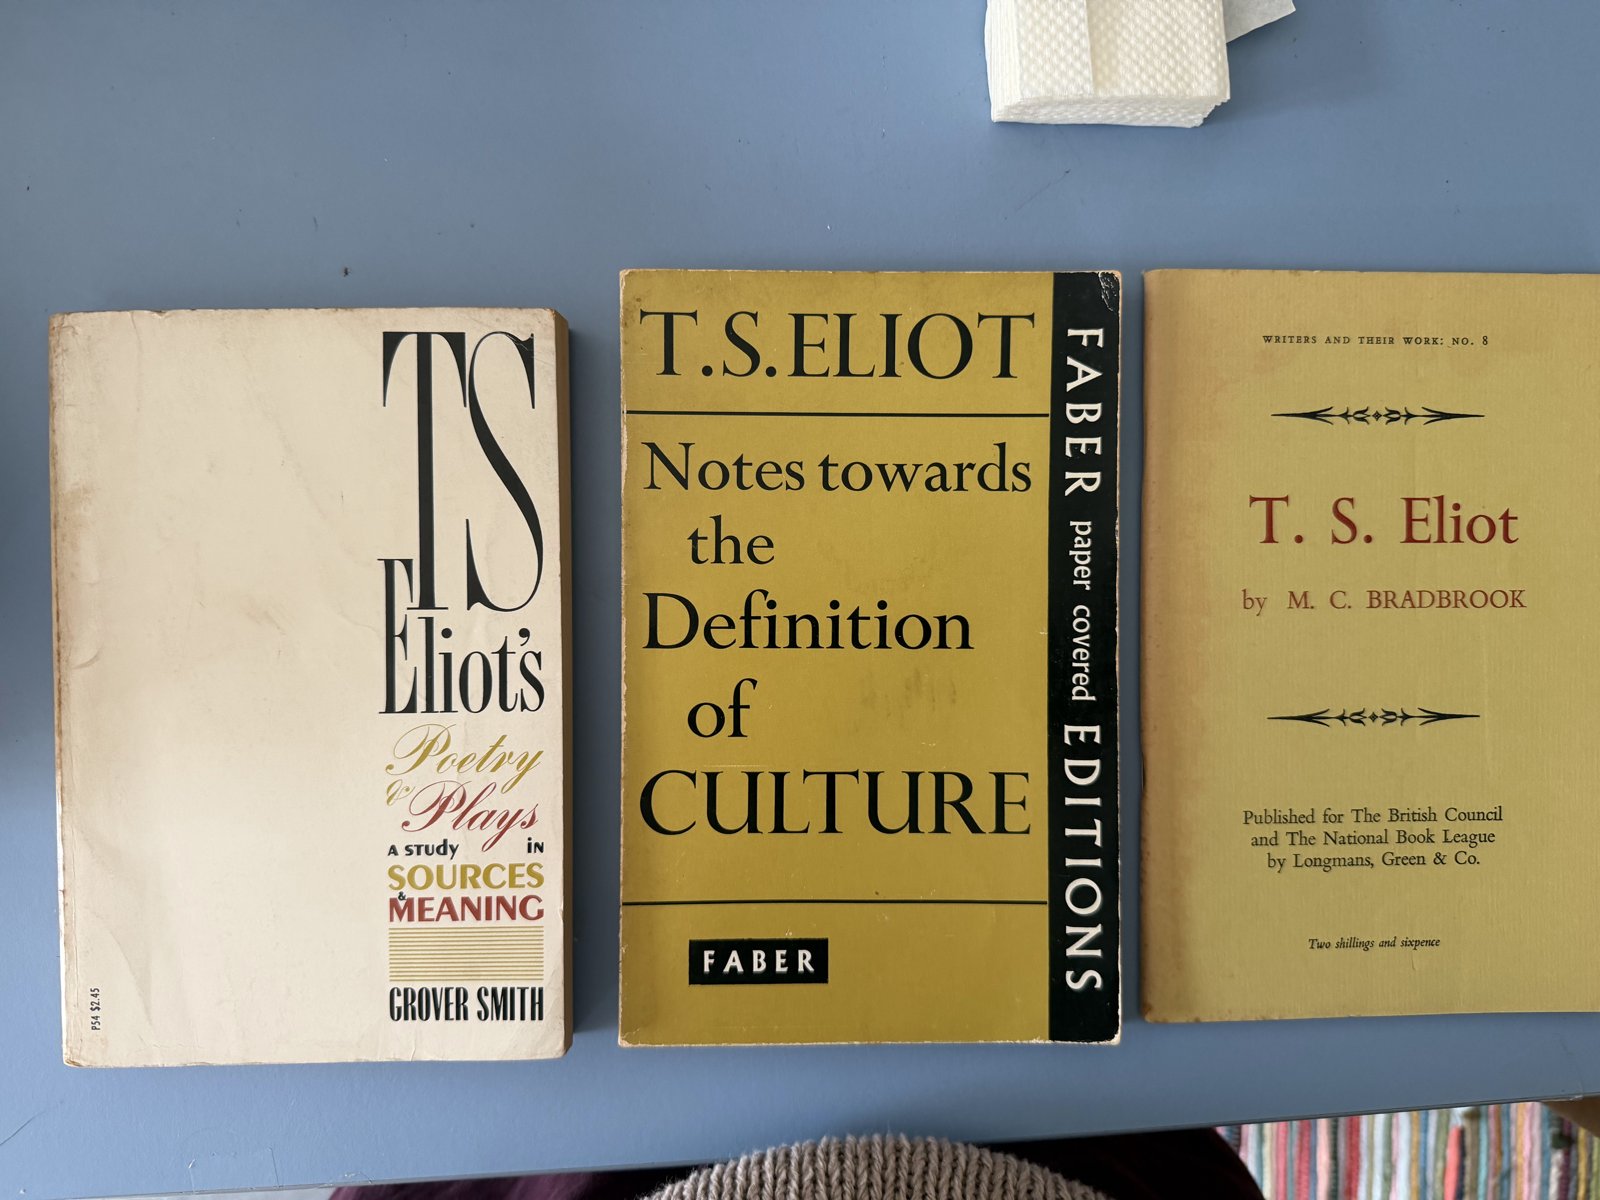 TS
Eliot's
Poetry
& Plays
A STUDY in
SOURCES
&
MEANING
GROVER SMITH
P54 $2.45
T.S.ELIOT
Notes towards
the
Definition
of
CULTURE
FABER
FABER paper covered EDITIONS
WRITERS AND THEIR WORK: NO. 8
T. S. Eliot
by M. C. BRADBROOK
Published for The British Council
and The National Book League
by Longmans, Green & Co.
Two shillings and sixpence